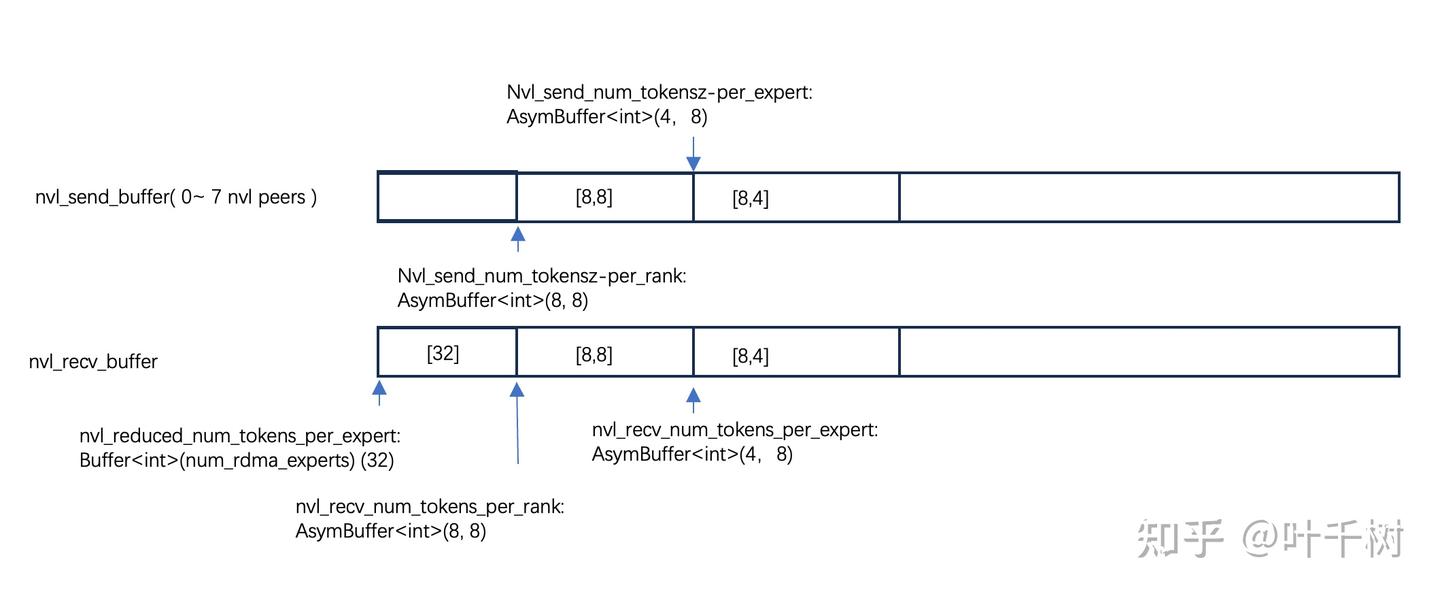 Nvl_send_num_tokensz-per_expert:
AsymBuffer<int>(4, 8)
nvl_send_buffer( 0~ 7 nvl peers )
[8,8]
[8,4]
Nvl_send_num_tokensz-per_rank:
AsymBuffer<int>(8, 8)
nvl_recv_buffer
[32]
[8,8]
[8,4]
nvl_reduced_num_tokens_per_expert:
Buffer<int>(num_rdma_experts) (32)
nvl_recv_num_tokens_per_expert:
AsymBuffer<int>(4, 8)
nvl_recv_num_tokens_per_rank:
AsymBuffer<int>(8, 8)
知乎 @叶千树